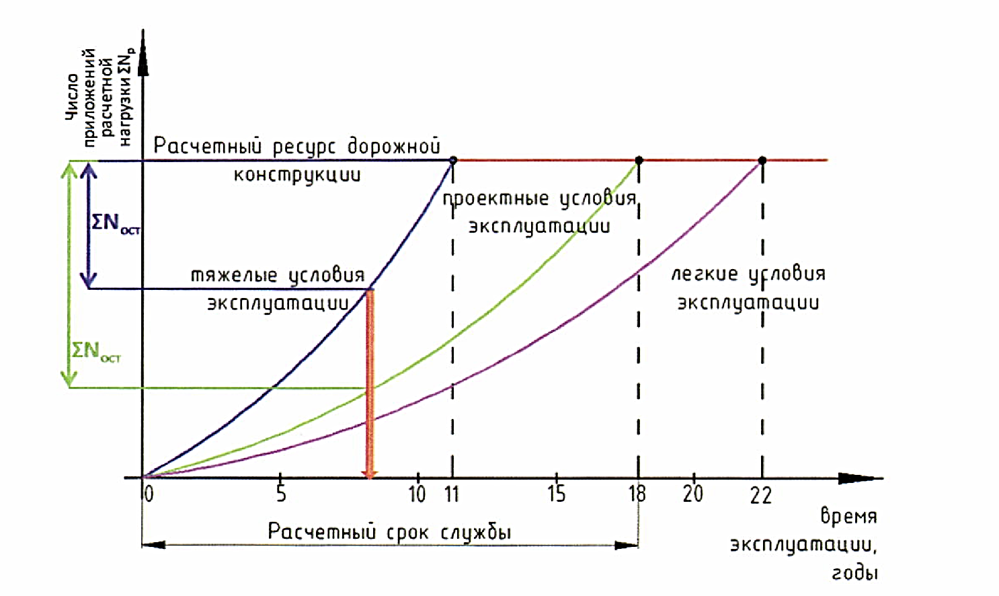 Число
приложений
расчетной
нагрузки ΣNр
Расчетный ресурс дорожной
конструкции
проектные условия
эксплуатации
ΣNост
тяжелые условия
эксплуатации
легкие условия
эксплуатации
ΣNост
0 5 10 11 15 18 20 22
время
эксплуатации,
годы
Расчетный срок службы